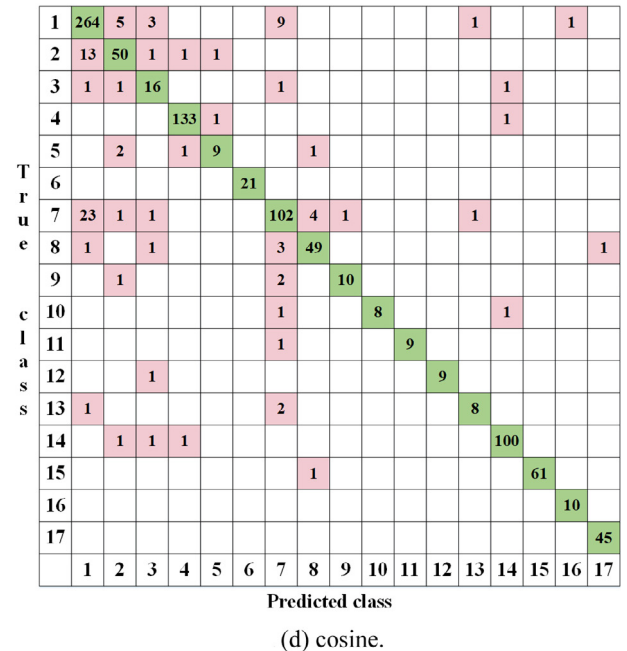 1 264 5 3 9 1 1
2 13 50 1 1 1
3 1 1 16 1 1
4 133 1 1
5 2 1 9 1
6 21
7 23 1 1 102 4 1 1
8 1 1 3 49 1
9 1 2 10
10 1 8 1
11 1 9
12 1 9
13 1 2 8
14 1 1 1 100
15 1 61
16 10
17 45
1 2 3 4 5 6 7 8 9 10 11 12 13 14 15 16 17
True class
Predicted class
(d) cosine.